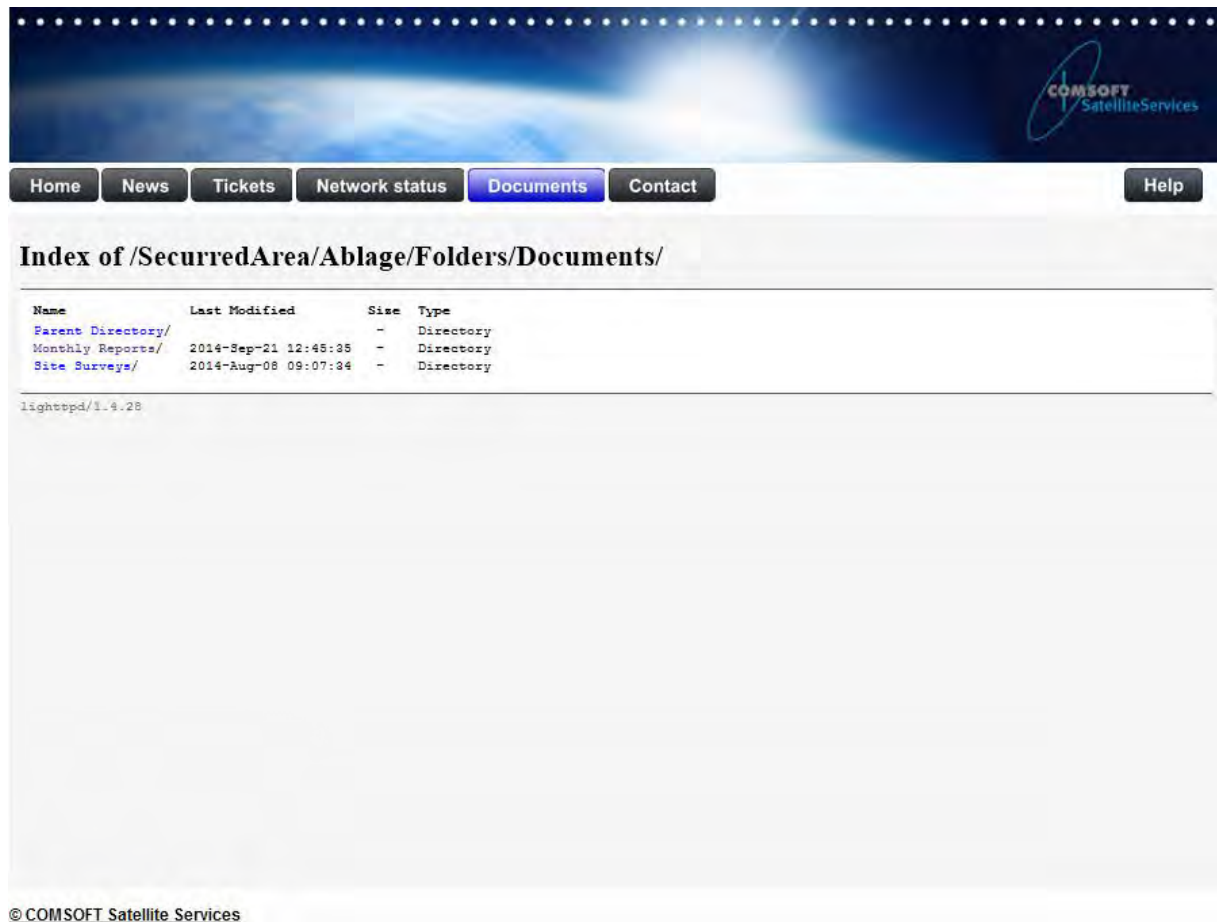 COMSOFT
SatelliteServices
Home News Tickets Network status Documents Contact Help
Index of /SecurredArea/Ablage/Folders/Documents/
Name Last Modified Size Type
Parent Directory/ - Directory
Monthly Reports/ 2014-Sep-21 12:45:35 - Directory
Site Surveys/ 2014-Aug-08 09:07:34 - Directory
lighttpd/1.4.28
© COMSOFT Satellite Services